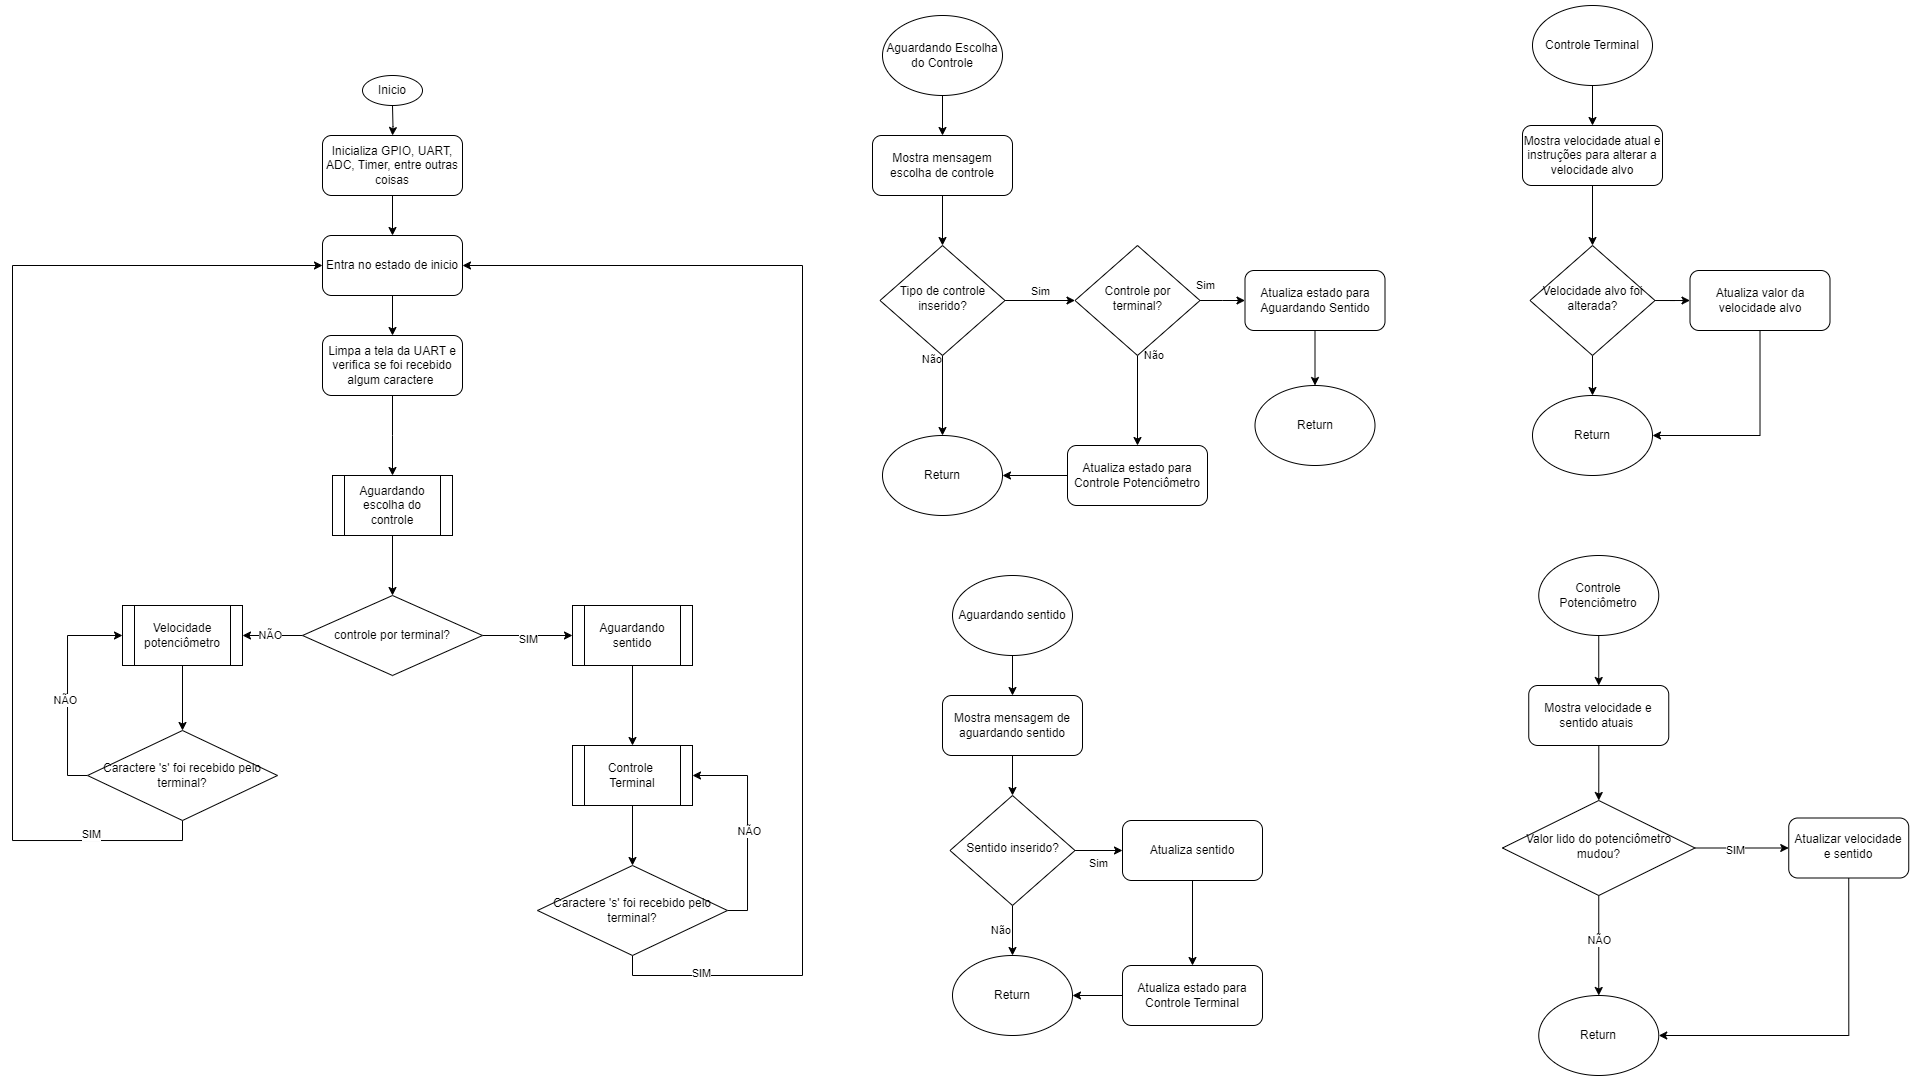 Inicio
Inicializa GPIO, UART,
ADC, Timer, entre outras
coisas
Entra no estado de inicio
Limpa a tela da UART e
verifica se foi recebido
algum caractere
Aguardando
escolha do
controle
controle por terminal?
NÃO
SIM
Velocidade
potenciômetro
NÃO
Caractere 's' foi recebido pelo
terminal?
SIM
Aguardando
sentido
Controle
Terminal
NÃO
Caractere 's' foi recebido pelo
terminal?
SIM
Aguardando Escolha
do Controle
Mostra mensagem
escolha de controle
Tipo de controle
inserido?
Sim
Não
Controle por
terminal?
Sim
Não
Atualiza estado para
Aguardando Sentido
Return
Atualiza estado para
Controle Potenciômetro
Return
Aguardando sentido
Mostra mensagem de
aguardando sentido
Sentido inserido?
Sim
Não
Atualiza sentido
Atualiza estado para
Controle Terminal
Return
Controle Terminal
Mostra velocidade atual e
instruções para alterar a
velocidade alvo
Velocidade alvo foi
alterada?
Atualiza valor da
velocidade alvo
Return
Controle
Potenciômetro
Mostra velocidade e
sentido atuais
Valor lido do potenciômetro
mudou?
SIM
NÃO
Atualizar velocidade
e sentido
Return